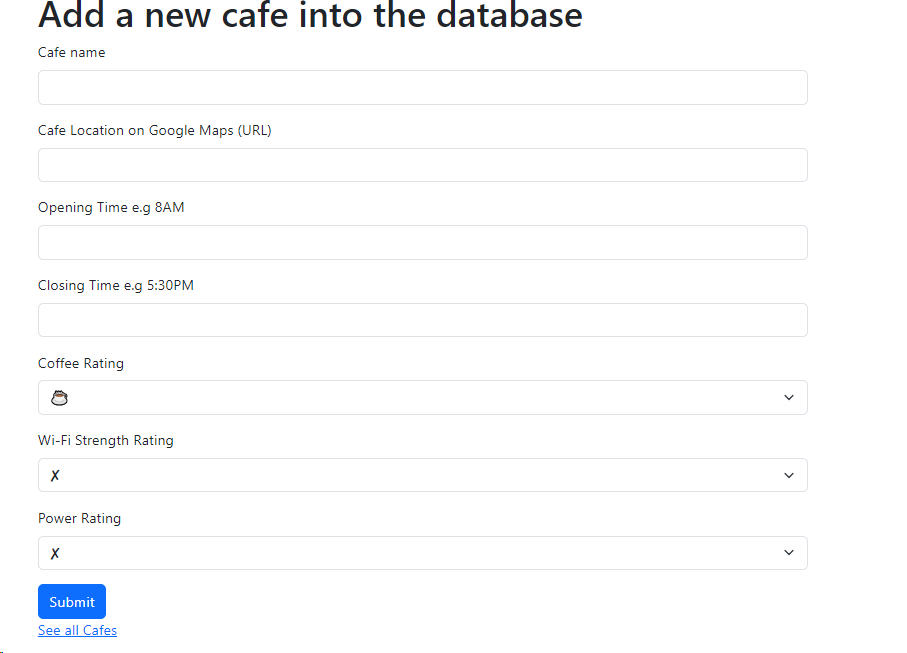 Add a new cafe into the database
Cafe name
Cafe Location on Google Maps (URL)
Opening Time e.g 8AM
Closing Time e.g 5:30PM
Coffee Rating
☕
Wi-Fi Strength Rating
✗
Power Rating
✗
Submit
See all Cafes